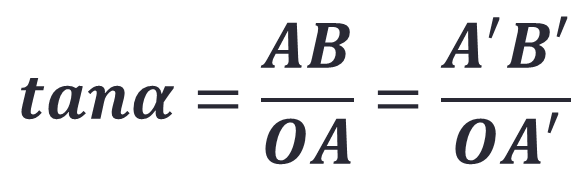 tanα = AB/OA = A′B′/OA′